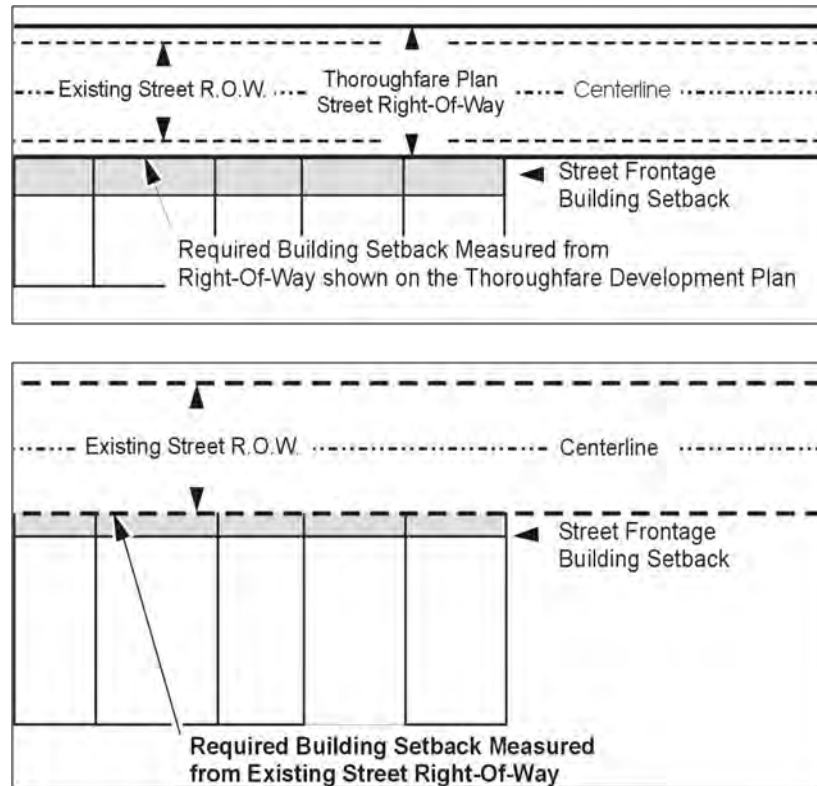 Existing Street R.O.W.
Thoroughfare Plan
Street Right-Of-Way
Centerline
Street Frontage
Building Setback
Required Building Setback Measured from
Right-Of-Way shown on the Thoroughfare Development Plan
Existing Street R.O.W.
Centerline
Street Frontage
Building Setback
Required Building Setback Measured
from Existing Street Right-Of-Way